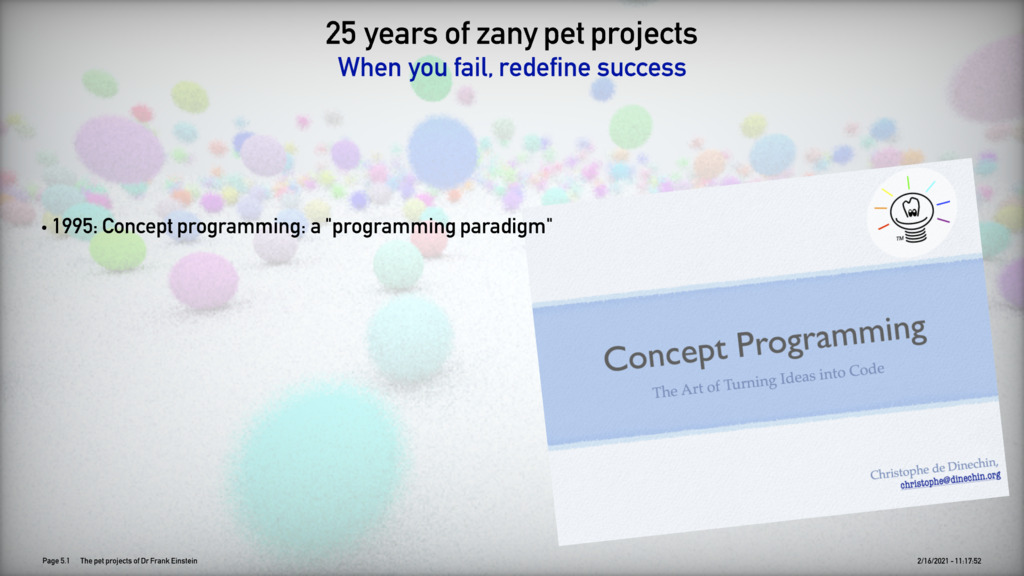 25 years of zany pet projects
When you fail, redefine success
• 1995: Concept programming: a "programming paradigm"
TM
Concept Programming
The Art of Turning Ideas into Code
Christophe de Dinechin,
christophe@dinechin.org
Page 5.1 The pet projects of Dr Frank Einstein
2/16/2021 - 11:17:52